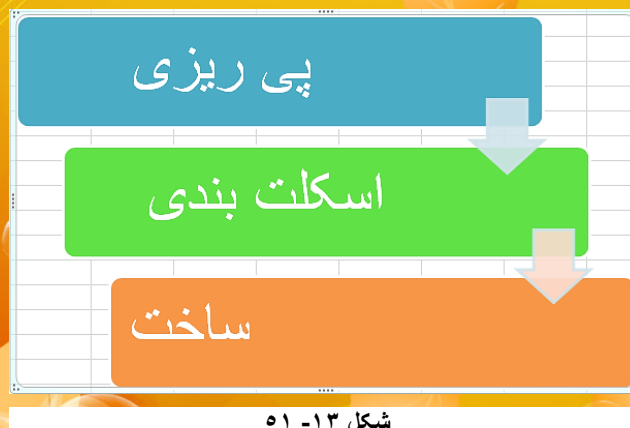 پی ریزی
اسکلت بندی
ساخت
شکل ۱۳- ۵۱